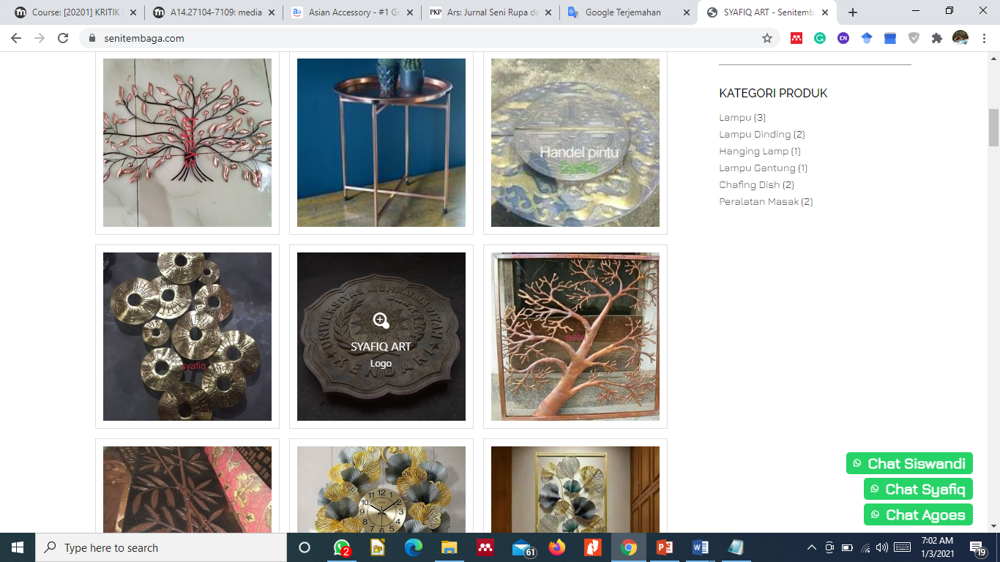 Course: [20201] KRITIK
A14.27104-7109: media
Asian Accessory - #1 Gr
PKP
Ars: Jurnal Seni Rupa da
Google Terjemahan
SYAFIQ ART - Senitemb
senitembaga.com
EN
KATEGORI PRODUK
Lampu (3)
Lampu Dinding (2)
Hanging Lamp (1)
Lampu Gantung (1)
Chafing Dish (2)
Peralatan Masak (2)
Handel pintu
syafiq
UNIVERSITAS MUHAMMADIYAH
KENDARI
SYAFIQ ART
Logo
syafiq
12
Chat Siswandi
Chat Syafiq
Chat Agoes
Type here to search
2
61
7:02 AM
1/3/2021
19